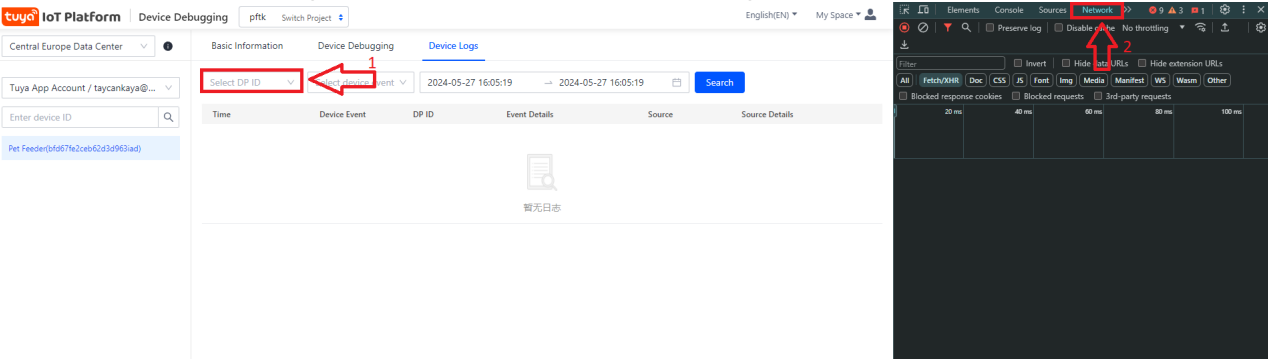 tuya IoT Platform Device Debugging pftk Switch Project English(EN) My Space
Central Europe Data Center
Tuya App Account / taycankaya@...
Enter device ID
Pet Feeder(bfd67fe2ceb62d3d963iad)
Basic Information Device Debugging Device Logs
1
Select DP ID Select device event 2024-05-27 16:05:19 → 2024-05-27 16:05:19 Search
Time Device Event DP ID Event Details Source Source Details
暂无日志
Elements Console Sources Network 9 3 1
Preserve log Disable cache No throttling
2
Filter Invert Hide data URLs Hide extension URLs
All Fetch/XHR Doc CSS JS Font Img Media Manifest WS Wasm Other
Blocked response cookies Blocked requests 3rd-party requests
20 ms 40 ms 60 ms 80 ms 100 ms